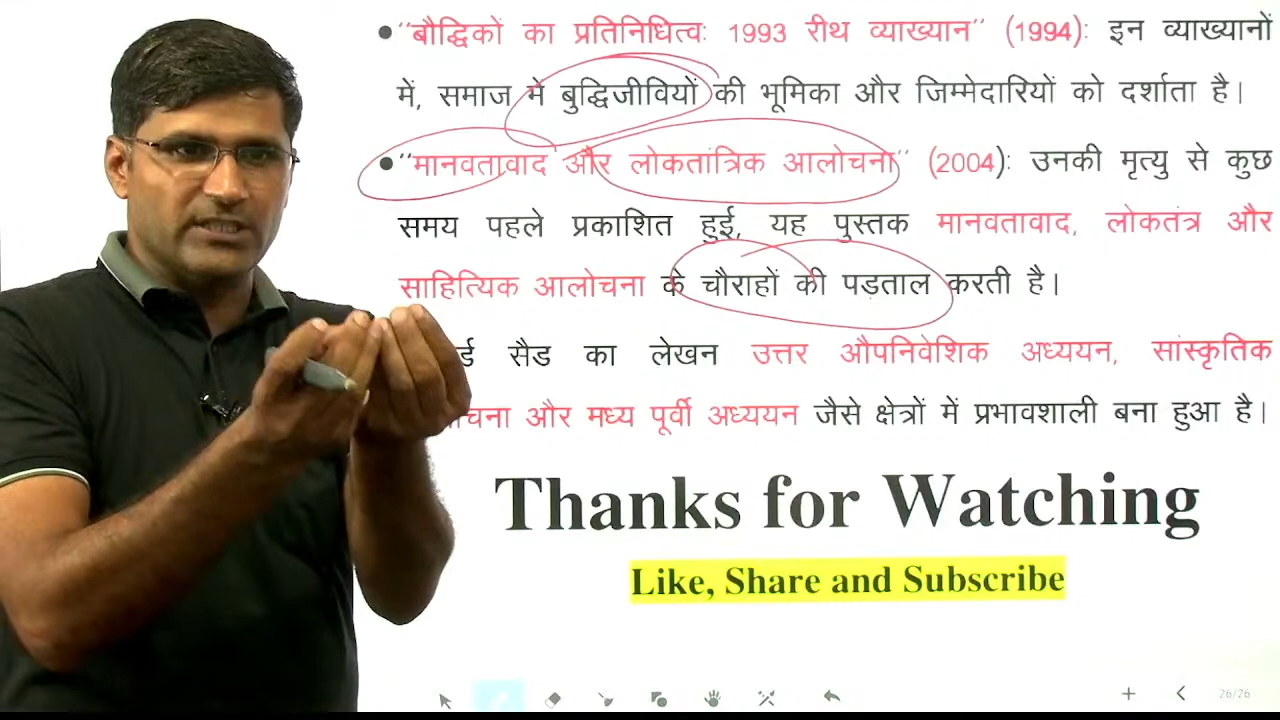 "बौद्धिकों का प्रतिनिधित्वः 1993 रीथ व्याख्यान" (1994): इन व्याख्यानों
में, समाज में बुद्धिजीवियों की भूमिका और जिम्मेदारियों को दर्शाता है।
"मानवतावाद और लोकतांत्रिक आलोचना" (2004): उनकी मृत्यु से कुछ
समय पहले प्रकाशित हुई, यह पुस्तक मानवतावाद, लोकतंत्र और
साहित्यिक आलोचना के चौराहों की पड़ताल करती है।
सैड का लेखन उत्तर औपनिवेशिक अध्ययन, सांस्कृतिक
और मध्य पूर्वी अध्ययन जैसे क्षेत्रों में प्रभावशाली बना हुआ है।
Thanks for Watching
Like, Share and Subscribe
26/26